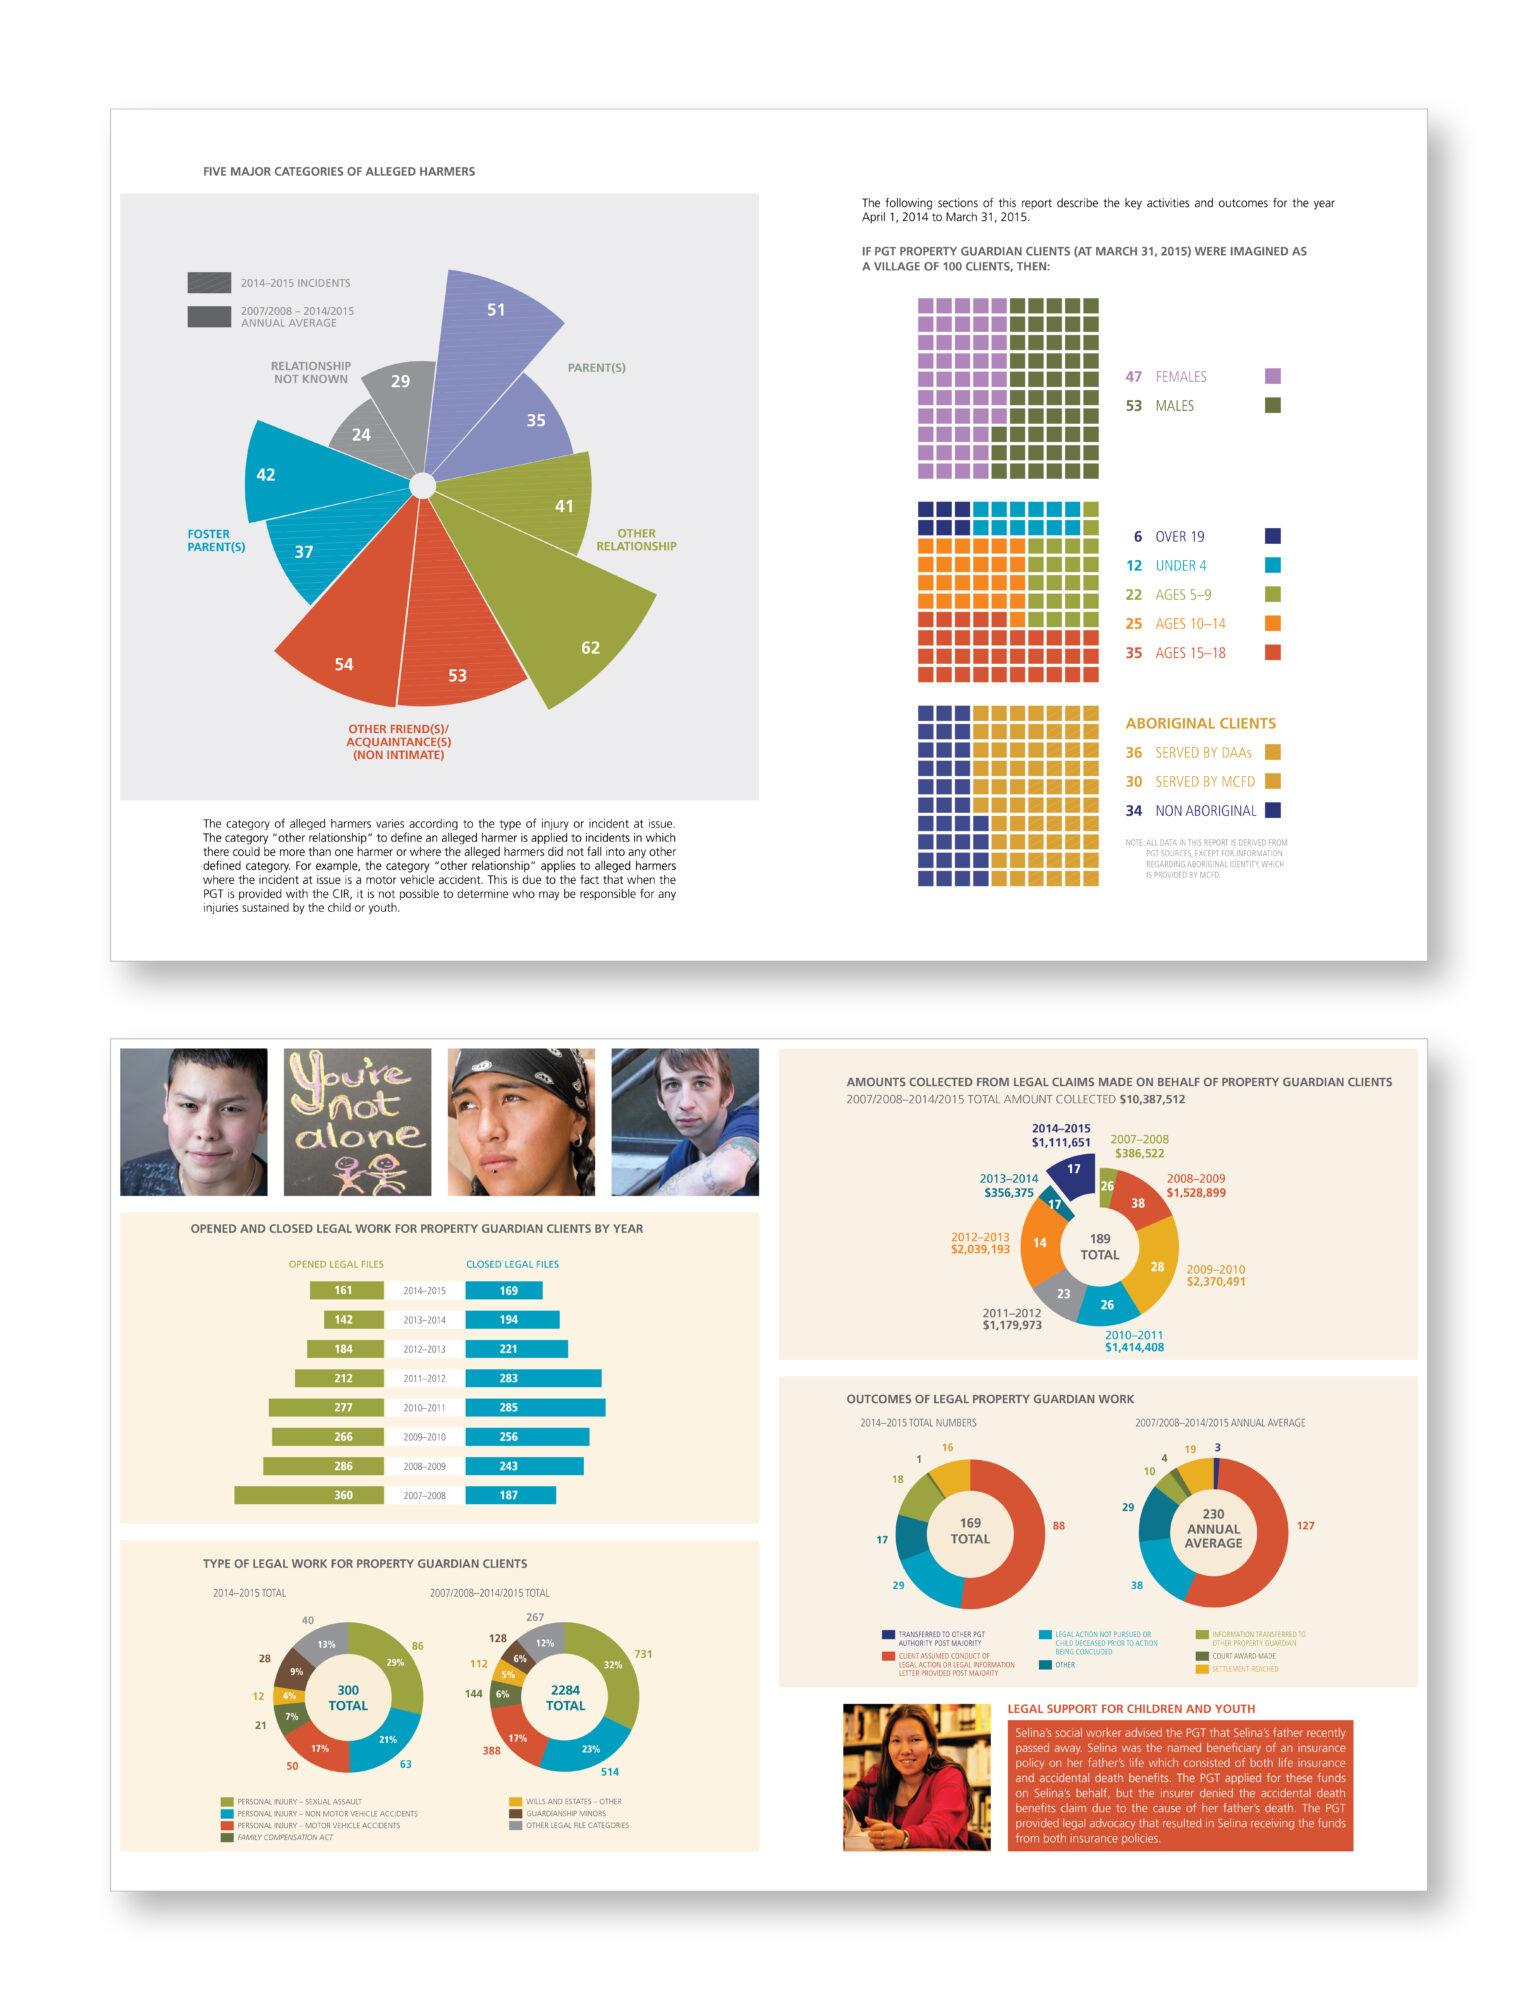 FIVE MAJOR CATEGORIES OF ALLEGED HARMERS
2014–2015 INCIDENTS
2007/2008 – 2014/2015
ANNUAL AVERAGE
RELATIONSHIP
NOT KNOWN
29
24
51
PARENT(S)
35
42
41
FOSTER
PARENT(S)
37
OTHER
RELATIONSHIP
62
54
53
OTHER FRIEND(S)/
ACQUAINTANCE(S)
(NON INTIMATE)
The category of alleged harmers varies according to the type of injury or incident at issue.
The category “other relationship” to define an alleged harmer is applied to incidents in which
there could be more than one harmer or where the alleged harmers did not fall into any other
defined category. For example, the category “other relationship” applies to alleged harmers
where the incident at issue is a motor vehicle accident. This is due to the fact that when the
PGT is provided with the CIR, it is not possible to determine who may be responsible for any
injuries sustained by the child or youth.
The following sections of this report describe the key activities and outcomes for the year
April 1, 2014 to March 31, 2015.
IF PGT PROPERTY GUARDIAN CLIENTS (AT MARCH 31, 2015) WERE IMAGINED AS
A VILLAGE OF 100 CLIENTS, THEN:
47 FEMALES
53 MALES
6 OVER 19
12 UNDER 4
22 AGES 5–9
25 AGES 10–14
35 AGES 15–18
ABORIGINAL CLIENTS
36 SERVED BY DAAs
30 SERVED BY MCFD
34 NON ABORIGINAL
NOTE: ALL DATA IN THIS REPORT IS DERIVED FROM
PGT SOURCES, EXCEPT FOR INFORMATION
REGARDING ABORIGINAL IDENTITY, WHICH
IS PROVIDED BY MCFD.
You're
not
alone
OPENED AND CLOSED LEGAL WORK FOR PROPERTY GUARDIAN CLIENTS BY YEAR
OPENED LEGAL FILES CLOSED LEGAL FILES
161 2014–2015 169
142 2013–2014 194
184 2012–2013 221
212 2011–2012 283
277 2010–2011 285
266 2009–2010 256
286 2008–2009 243
360 2007–2008 187
TYPE OF LEGAL WORK FOR PROPERTY GUARDIAN CLIENTS
2014–2015 TOTAL
40
13%
86
29%
28
9%
12
4%
300
TOTAL
21
7%
17%
50
21%
63
2007/2008–2014/2015 TOTAL
267
12%
128
6%
731
32%
112
5%
144
6%
2284
TOTAL
17%
388
23%
514
PERSONAL INJURY – SEXUAL ASSAULT
PERSONAL INJURY – NON MOTOR VEHICLE ACCIDENTS
PERSONAL INJURY – MOTOR VEHICLE ACCIDENTS
FAMILY COMPENSATION ACT
WILLS AND ESTATES – OTHER
GUARDIANSHIP MINORS
OTHER LEGAL FILE CATEGORIES
AMOUNTS COLLECTED FROM LEGAL CLAIMS MADE ON BEHALF OF PROPERTY GUARDIAN CLIENTS
2007/2008–2014/2015 TOTAL AMOUNT COLLECTED $10,387,512
2014–2015
$1,111,651
17
2007–2008
$386,522
26
2013–2014
$356,375
17
2008–2009
$1,528,899
38
2012–2013
$2,039,193
14
189
TOTAL
28
2009–2010
$2,370,491
23
2011–2012
$1,179,973
26
2010–2011
$1,414,408
OUTCOMES OF LEGAL PROPERTY GUARDIAN WORK
2014–2015 TOTAL NUMBERS
16
1
18
17
169
TOTAL
88
29
2007/2008–2014/2015 ANNUAL AVERAGE
19
3
4
10
29
230
ANNUAL
AVERAGE
127
38
TRANSFERRED TO OTHER PGT
AUTHORITY POST MAJORITY
CLIENT ASSUMED CONDUCT OF
LEGAL ACTION OR LEGAL INFORMATION
LETTER PROVIDED POST MAJORITY
LEGAL ACTION NOT PURSUED OR
CHILD DECEASED PRIOR TO ACTION
BEING CONCLUDED
OTHER
INFORMATION TRANSFERRED TO
OTHER PROPERTY GUARDIAN
COURT AWARD MADE
SETTLEMENT REACHED
LEGAL SUPPORT FOR CHILDREN AND YOUTH
Selina's social worker advised the PGT that Selina's father recently
passed away. Selina was the named beneficiary of an insurance
policy on her father's life which consisted of both life insurance
and accidental death benefits. The PGT applied for these funds
on Selina's behalf, but the insurer denied the accidental death
benefits claim due to the cause of her father's death. The PGT
provided legal advocacy that resulted in Selina receiving the funds
from both insurance policies.